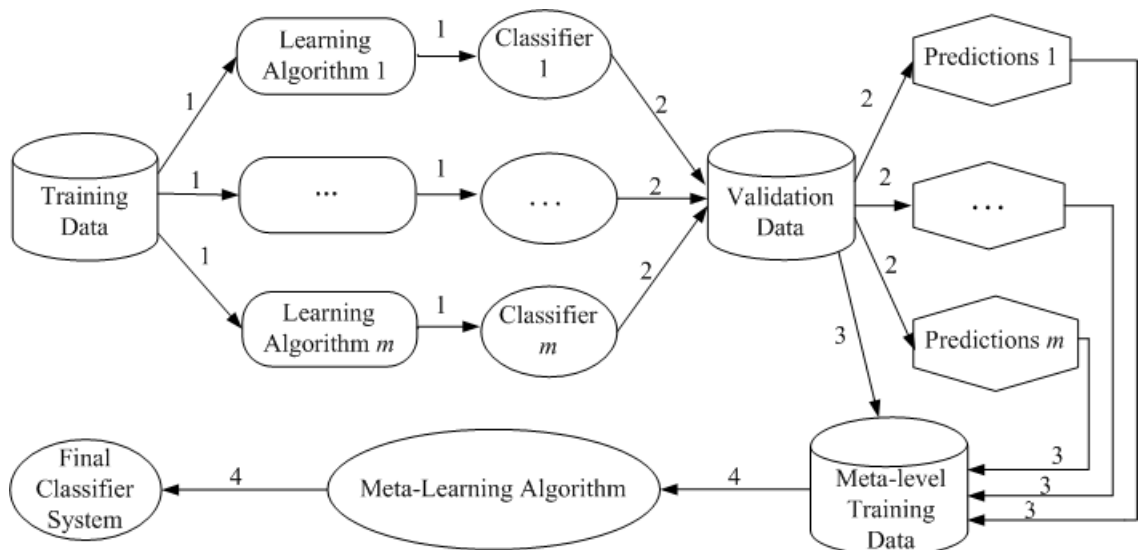 Learning
Algorithm 1
1
Classifier
1
Predictions 1
1
2
2
Training
Data
1
...
1
...
2
Validation
Data
2
...
1
Learning
Algorithm m
1
Classifier
m
2
2
Predictions m
3
Final
Classifier
System
4
Meta-Learning Algorithm
4
Meta-level
Training
Data
3
3
3